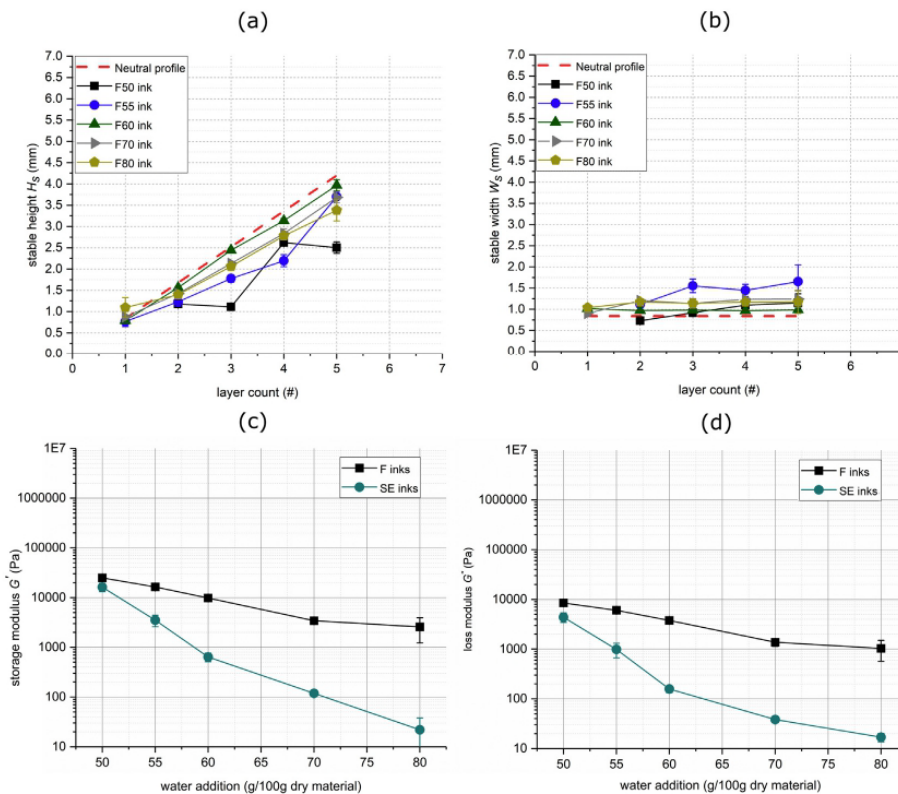 (a)
7.0
6.5
6.0
5.5
5.0
4.5
4.0
3.5
3.0
2.5
2.0
1.5
1.0
0.5
0.0
stable height Hs (mm)
Neutral profile
F50 ink
F55 ink
F60 ink
F70 ink
F80 ink
0 1 2 3 4 5 6 7
layer count (#)
(b)
7.0
6.5
6.0
5.5
5.0
4.5
4.0
3.5
3.0
2.5
2.0
1.5
1.0
0.5
0.0
stable width Ws (mm)
Neutral profile
F50 ink
F55 ink
F60 ink
F70 ink
F80 ink
0 1 2 3 4 5 6
layer count (#)
(c)
1E7
1000000
100000
10000
1000
100
10
storage modulus G' (Pa)
F inks
SE inks
50 55 60 65 70 75 80
water addition (g/100g dry material)
(d)
1E7
1000000
100000
10000
1000
100
10
F inks
SE inks
50 55 60 65 70 75 80
water addition (g/100g dry material)